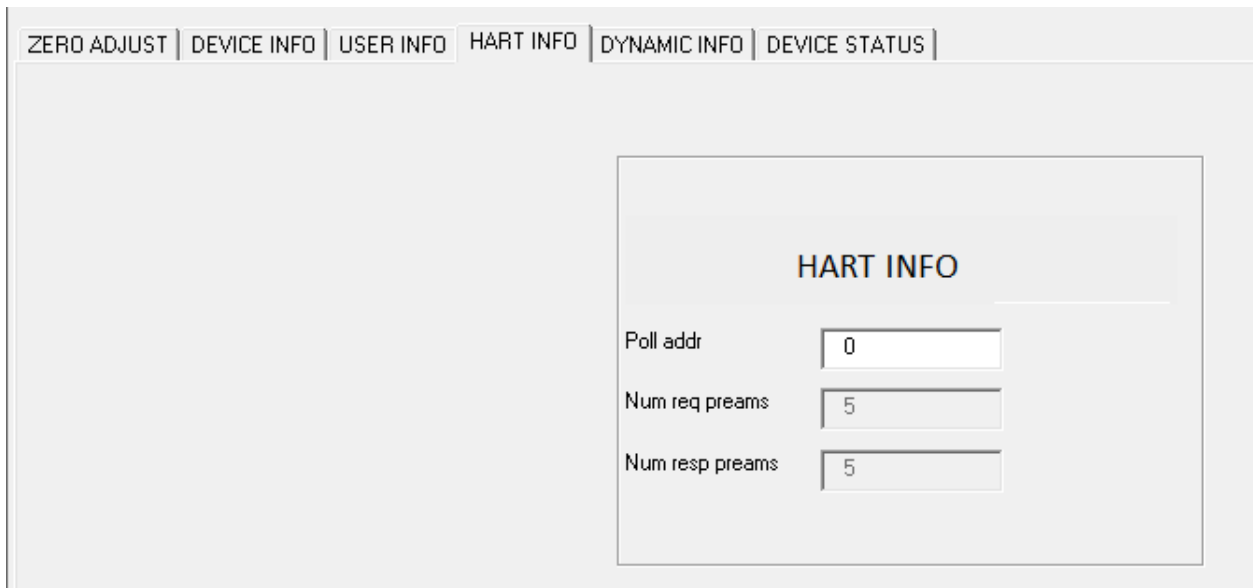 ZERO ADJUST DEVICE INFO USER INFO HART INFO DYNAMIC INFO DEVICE STATUS
HART INFO
Poll addr 0
Num req preams 5
Num resp preams 5